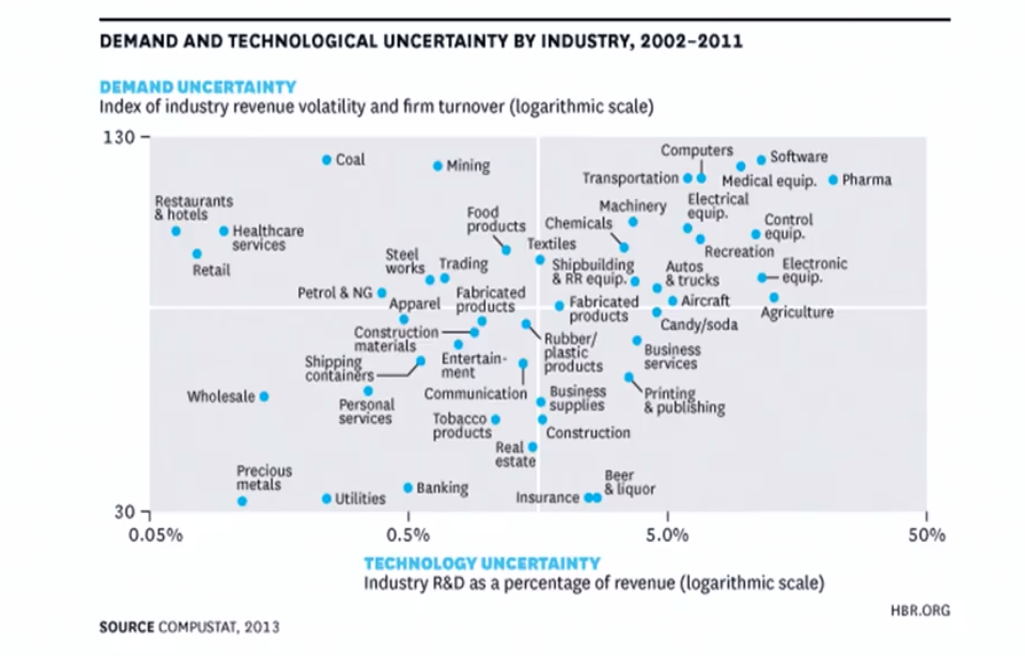 DEMAND AND TECHNOLOGICAL UNCERTAINTY BY INDUSTRY, 2002–2011
DEMAND UNCERTAINTY
Index of industry revenue volatility and firm turnover (logarithmic scale)
130
Coal
Mining
Computers
Software
Transportation
Medical equip.
Pharma
Restaurants
& hotels
Healthcare
services
Retail
Food
products
Chemicals
Machinery
Electrical
equip.
Control
equip.
Recreation
Textiles
Steel
works
Trading
Shipbuilding
& RR equip.
Autos
& trucks
Electronic
equip.
Petrol & NG
Apparel
Fabricated
products
Fabricated
products
Aircraft
Agriculture
Candy/soda
Construction
materials
Rubber/
plastic
products
Shipping
containers
Entertain-
ment
Business
services
Wholesale
Personal
services
Communication
Business
supplies
Printing
& publishing
Tobacco
products
Construction
Real
estate
Precious
metals
Utilities
Banking
Insurance
Beer
& liquor
30
0.05%
0.5%
5.0%
50%
TECHNOLOGY UNCERTAINTY
Industry R&D as a percentage of revenue (logarithmic scale)
HBR.ORG
SOURCE COMPUSTAT, 2013